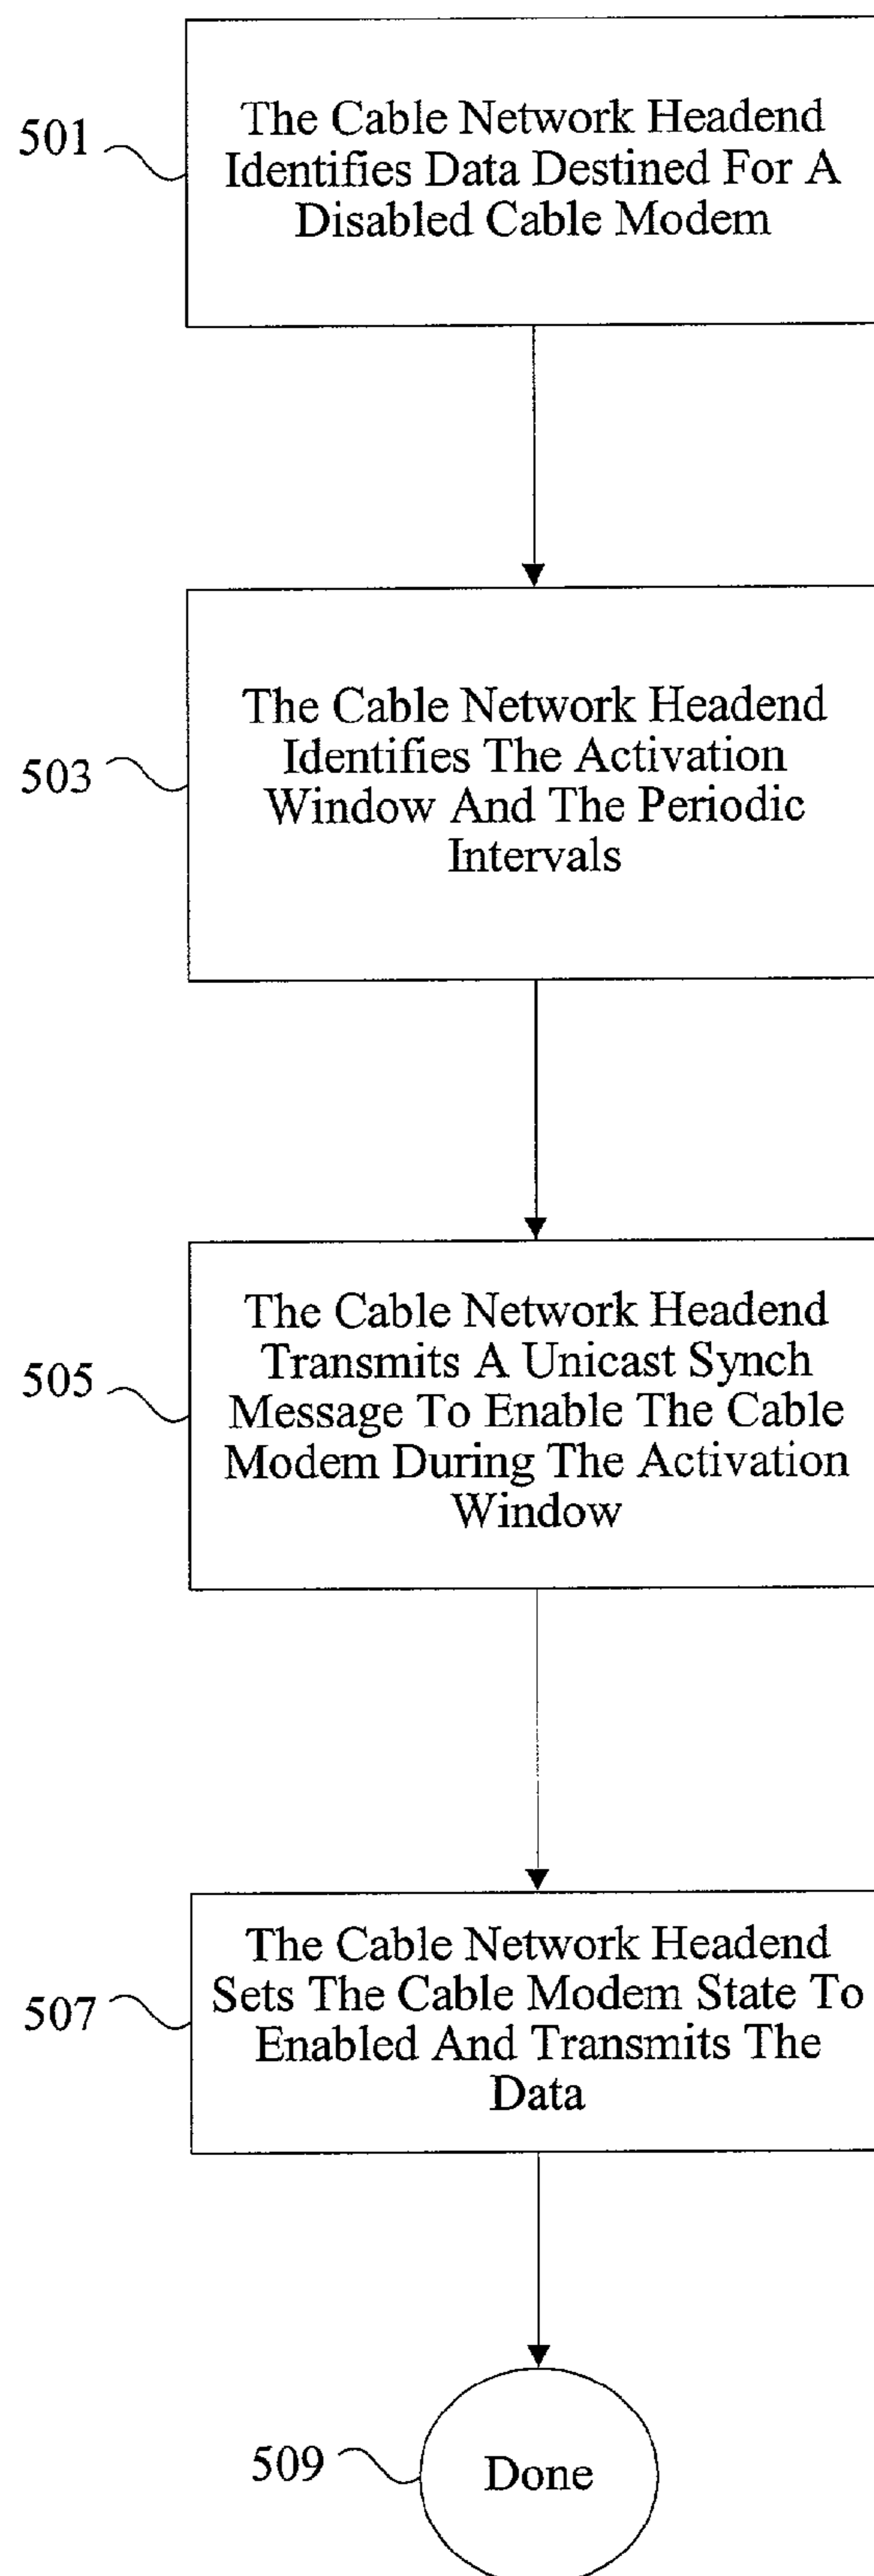 501
The Cable Network Headend
Identifies Data Destined For A
Disabled Cable Modem
503
The Cable Network Headend
Identifies The Activation
Window And The Periodic
Intervals
505
The Cable Network Headend
Transmits A Unicast Synch
Message To Enable The Cable
Modem During The Activation
Window
507
The Cable Network Headend
Sets The Cable Modem State To
Enabled And Transmits The
Data
509
Done